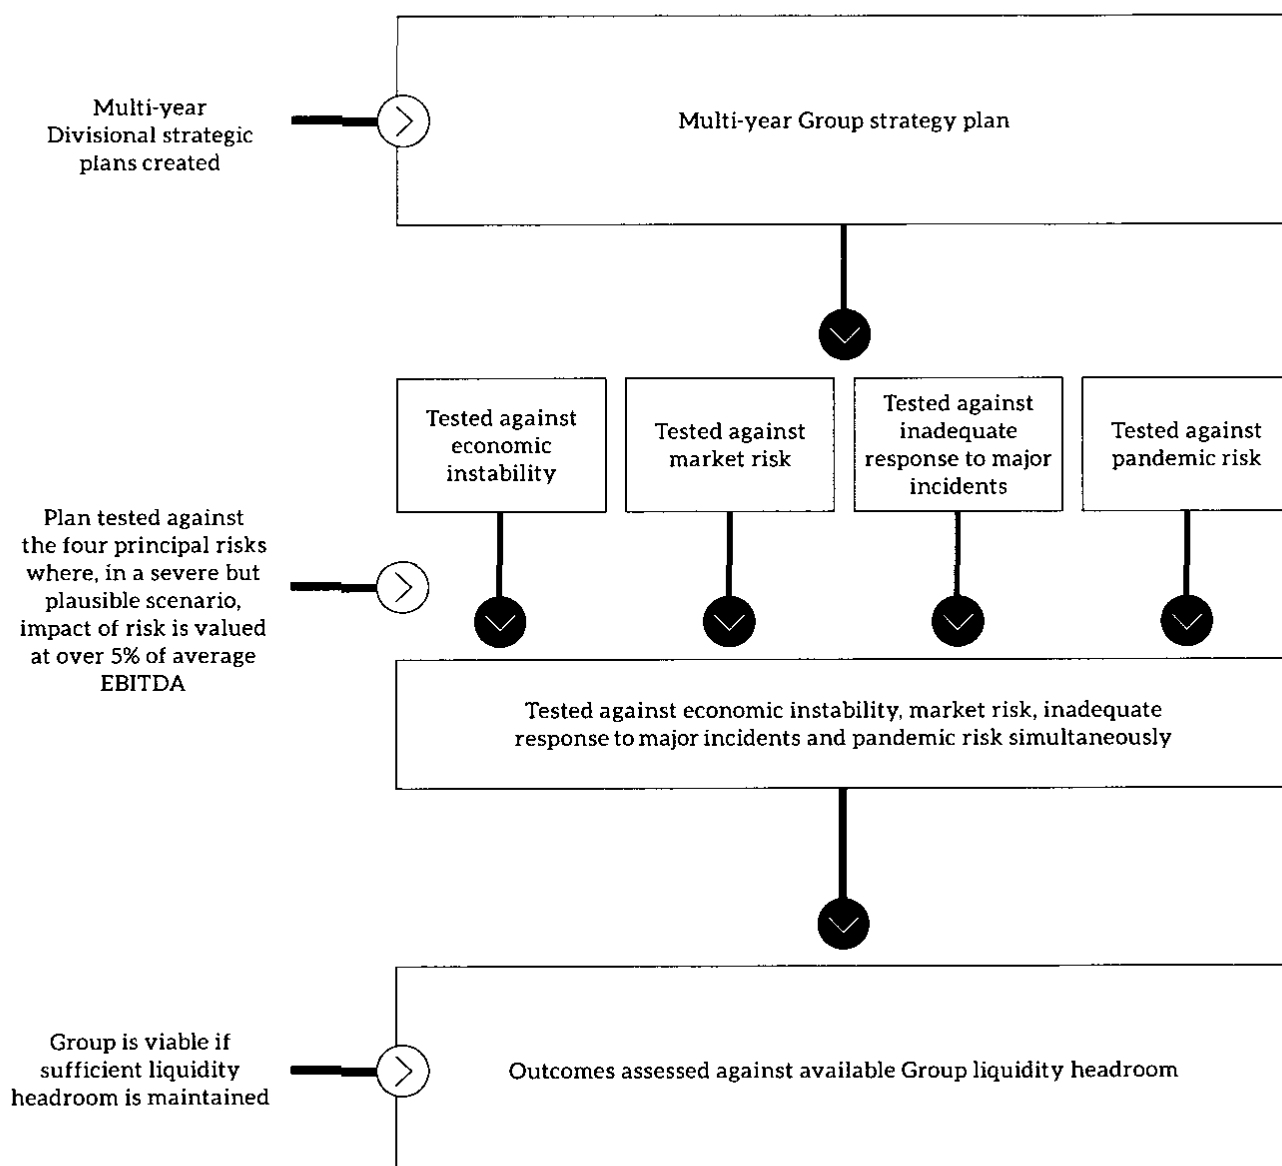 Multi-year
Divisional strategic
plans created
Multi-year Group strategy plan
Tested against
economic
instability
Tested against
market risk
Tested against
inadequate
response to major
incidents
Tested against
pandemic risk
Plan tested against
the four principal risks
where, in a severe but
plausible scenario,
impact of risk is valued
at over 5% of average
EBITDA
Tested against economic instability, market risk, inadequate
response to major incidents and pandemic risk simultaneously
Group is viable if
sufficient liquidity
headroom is maintained
Outcomes assessed against available Group liquidity headroom